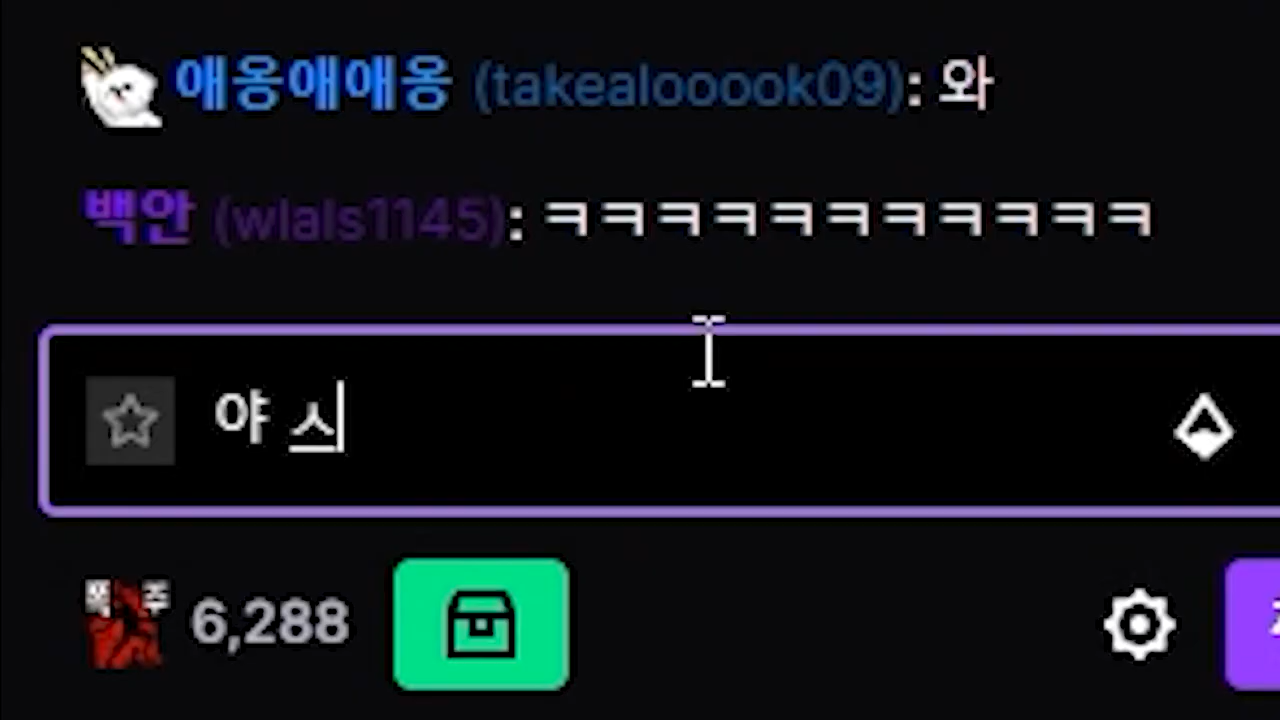 애옹애애옹 (takealooook09): 와
백안 (wlals1145): ㅋㅋㅋㅋㅋㅋㅋㅋㅋㅋㅋ
야 스
6,288